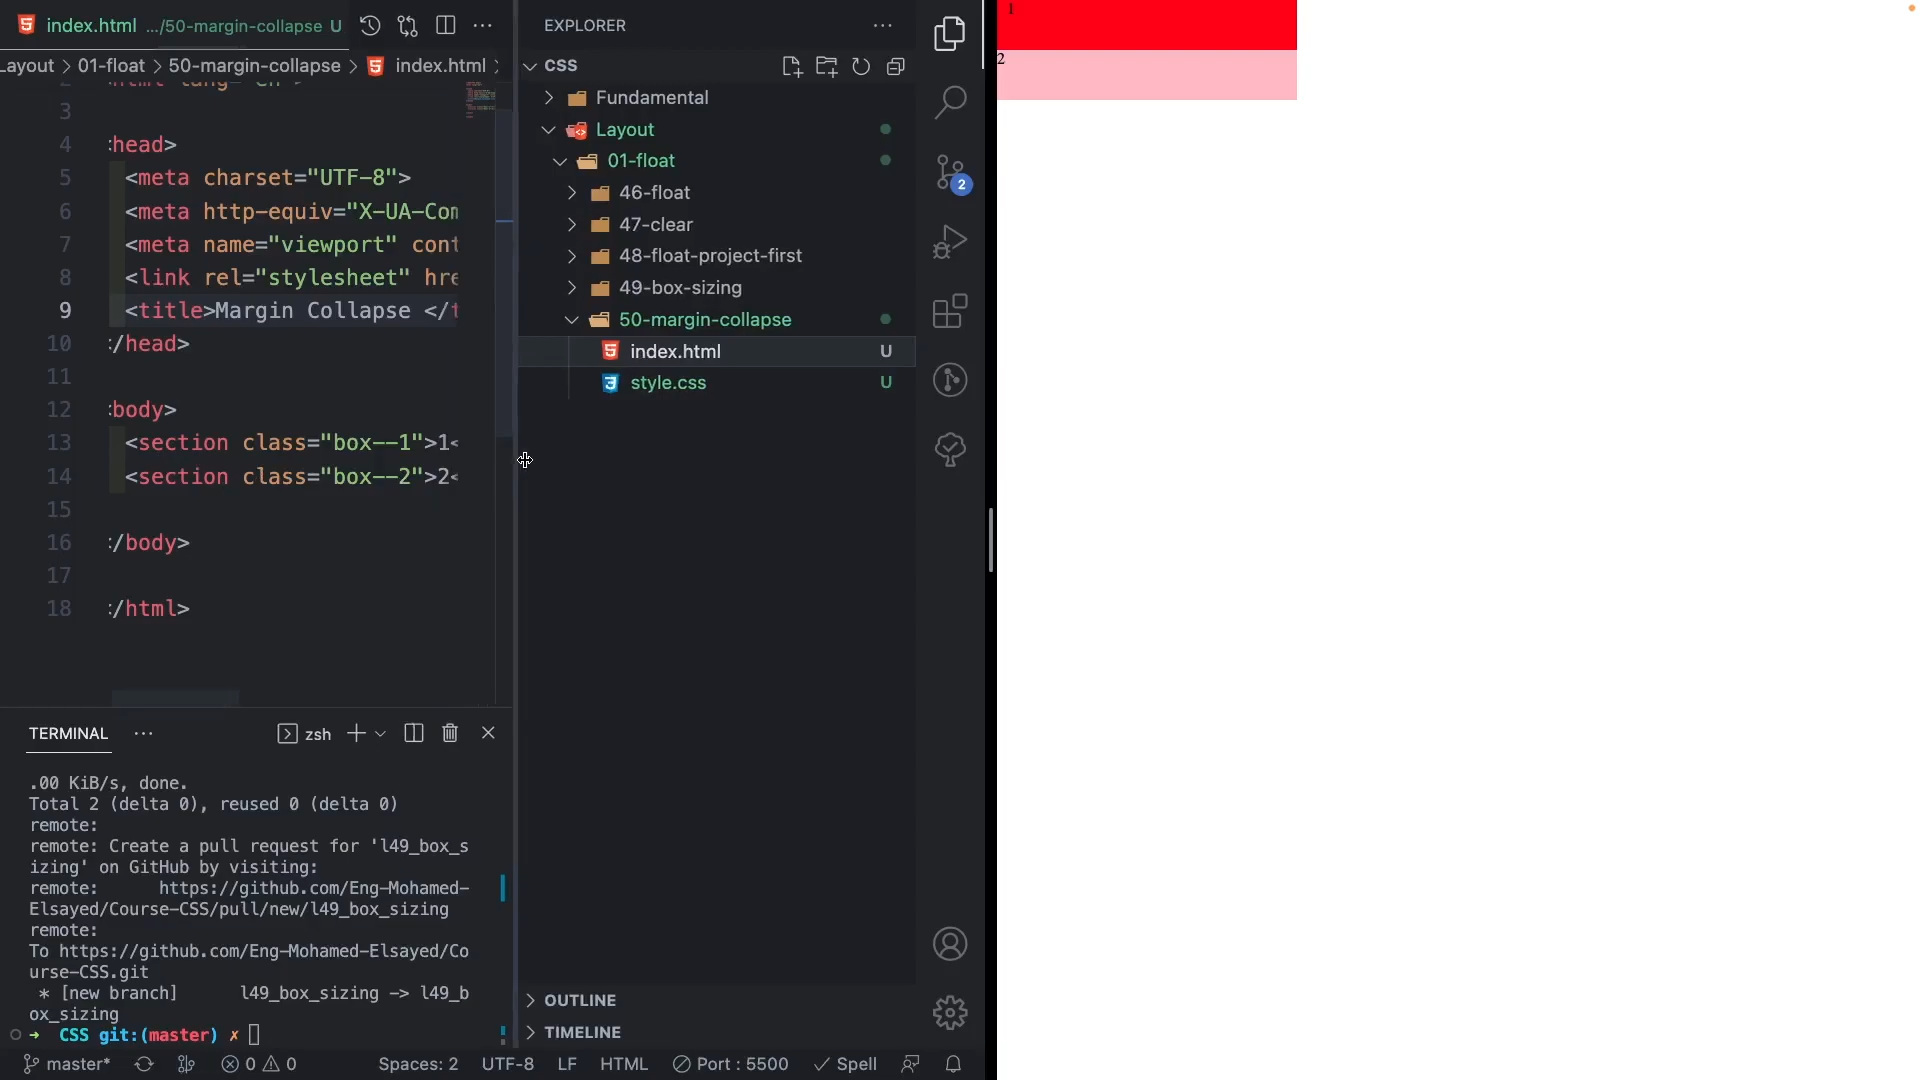 index.html .../50-margin-collapse U
Layout > 01-float > 50-margin-collapse > index.html
2 <html lang="en">
3
4 head>
5 <meta charset="UTF-8">
6 <meta http-equiv="X-UA-Com
7 <meta name="viewport" cont
8 <link rel="stylesheet" hre
9 <title>Margin Collapse </t
10 /head>
11
12 body>
13 <section class="box--1">1<
14 <section class="box--2">2<
15
16 /body>
17
18 /html>
TERMINAL
zsh
.00 KiB/s, done.
Total 2 (delta 0), reused 0 (delta 0)
remote:
remote: Create a pull request for 'l49_box_s
izing' on GitHub by visiting:
remote:      https://github.com/Eng-Mohamed-
Elsayed/Course-CSS/pull/new/l49_box_sizing
remote:
To https://github.com/Eng-Mohamed-Elsayed/Co
urse-CSS.git
* [new branch]      l49_box_sizing -> l49_b
ox_sizing
➜ CSS git:(master) ✗
EXPLORER
CSS
Fundamental
Layout
01-float
46-float
47-clear
48-float-project-first
49-box-sizing
50-margin-collapse
index.html U
style.css U
OUTLINE
TIMELINE
2
master*
0 0
Spaces: 2
UTF-8
LF
HTML
Port : 5500
Spell
1
2